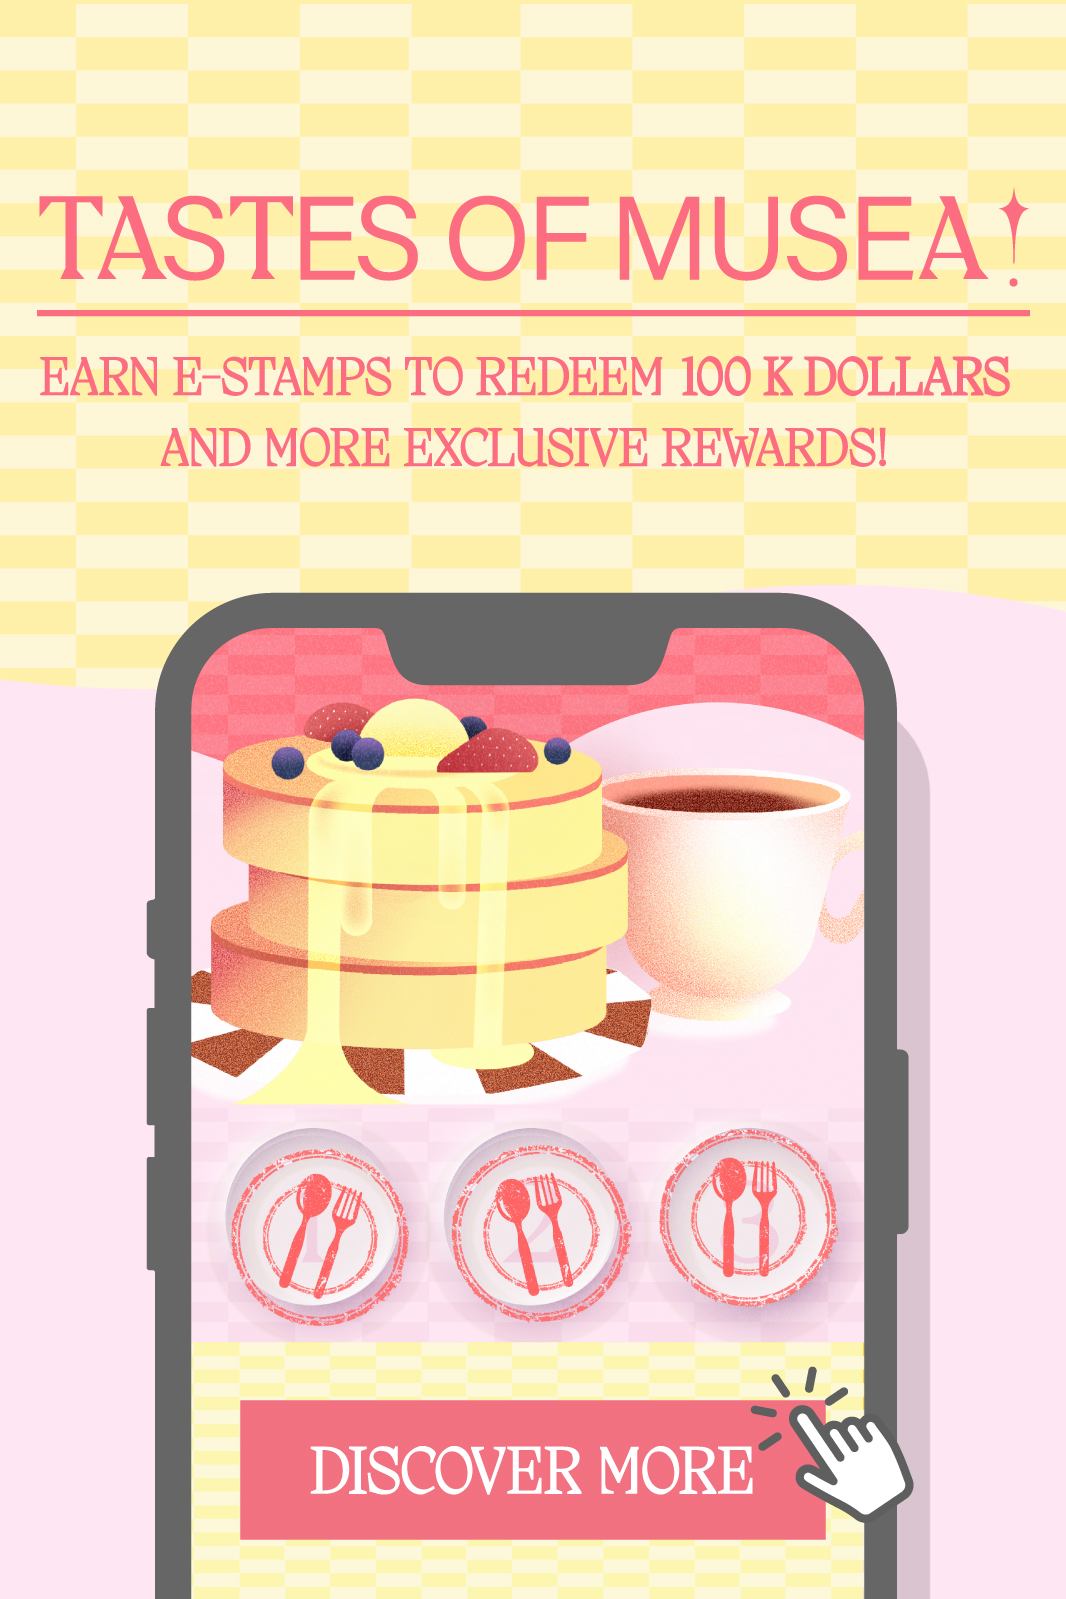 TASTES OF MUSEA!
EARN E-STAMPS TO REDEEM 100 K DOLLARS
AND MORE EXCLUSIVE REWARDS!
1 2 3
DISCOVER MORE